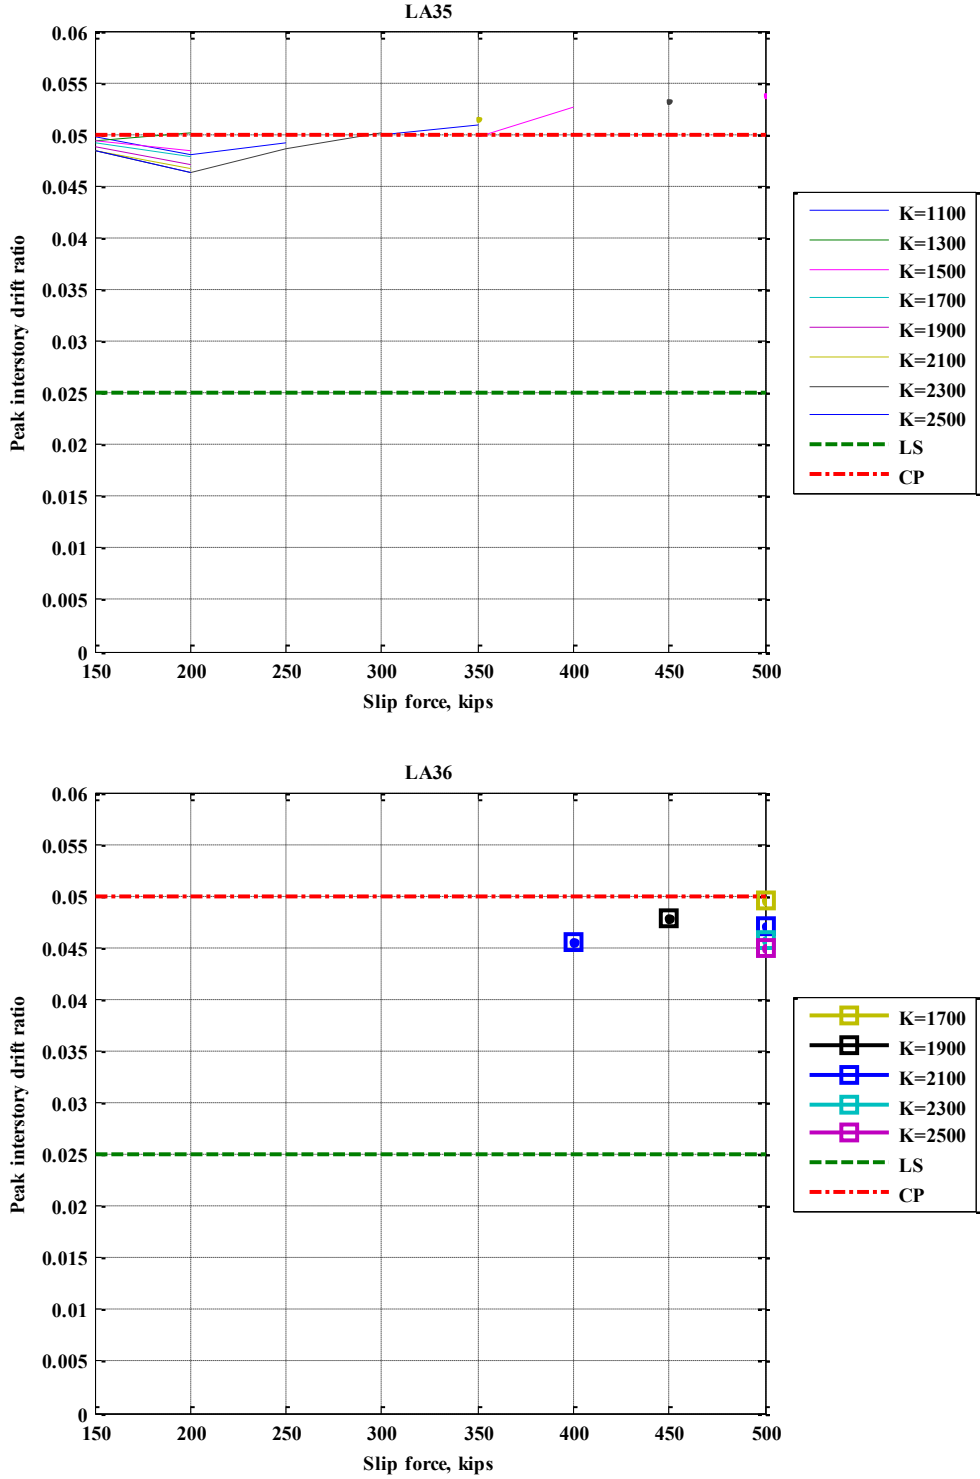 LA35
0.06
0.055
0.05
0.045
0.04
0.035
0.03
0.025
0.02
0.015
0.01
0.005
0
150 200 250 300 350 400 450 500
Peak interstory drift ratio
Slip force, kips
K=1100
K=1300
K=1500
K=1700
K=1900
K=2100
K=2300
K=2500
LS
CP
LA36
0.06
0.055
0.05
0.045
0.04
0.035
0.03
0.025
0.02
0.015
0.01
0.005
0
150 200 250 300 350 400 450 500
Peak interstory drift ratio
Slip force, kips
K=1700
K=1900
K=2100
K=2300
K=2500
LS
CP